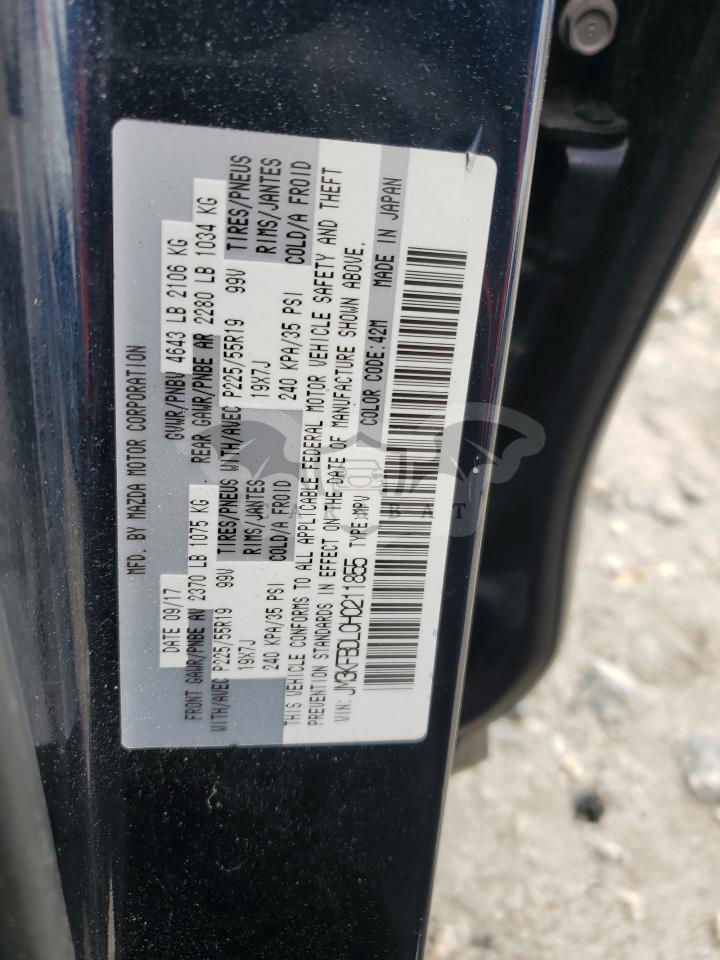 MFD. BY MAZDA MOTOR CORPORATION
DATE 09/17 GVWR/PNBV 4643 LB 2106 KG
FRONT GAWR/PNBE AV 2370 LB 1075 KG . REAR GAWR/PNBE AR 2280 LB 1034 KG
WITH/AVEC P225/55R19 99V TIRES/PNEUS WITH/AVEC P225/55R19 99V TIRES/PNEUS
19X7J RIMS/JANTES 19X7J RIMS/JANTES
240 KPA/35 PSI COLD/A FROID 240 KPA/35 PSI COLD/A FROID
THIS VEHICLE CONFORMS TO ALL APPLICABLE FEDERAL MOTOR VEHICLE SAFETY AND THEFT
PREVENTION STANDARDS IN EFFECT ON THE DATE OF MANUFACTURE SHOWN ABOVE.
VIN: JM3KFBDL0H0211855 TYPE:MPV COLOR CODE:42M MADE IN JAPAN